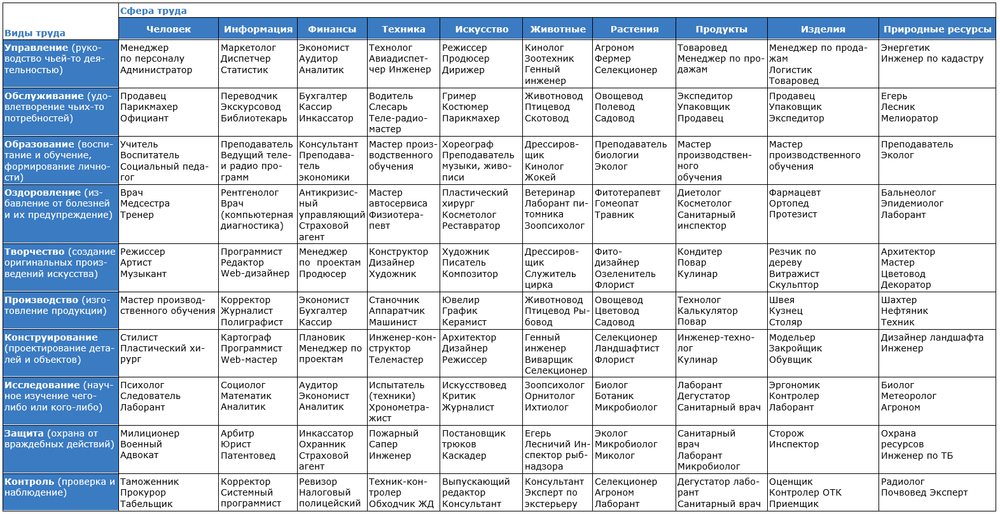 Сфера труда
Виды труда
Человек
Информация
Финансы
Техника
Искусство
Животные
Растения
Продукты
Изделия
Природные ресурсы
Управление (руко-
водство чьей-то дея-
тельностью)
Менеджер
по персоналу
Администратор
Маркетолог
Диспетчер
Статистик
Экономист
Аудитор
Аналитик
Технолог
Авиадиспет-
чер Инженер
Режиссер
Продюсер
Дирижер
Кинолог
Зоотехник
Генный
инженер
Агроном
Фермер
Селекционер
Товаровед
Менеджер по про-
дажам
Менеджер по прода-
жам
Логистик
Товаровед
Энергетик
Инженер по кадастру
Обслуживание (удо-
влетворение чьих-то
потребностей)
Продавец
Парикмахер
Официант
Переводчик
Экскурсовод
Библиотекарь
Бухгалтер
Кассир
Инкассатор
Водитель
Слесарь
Теле-радио-
мастер
Гример
Костюмер
Парикмахер
Животновод
Птицевод
Скотовод
Овощевод
Полевод
Садовод
Экспедитор
Упаковщик
Продавец
Продавец
Упаковщик
Экспедитор
Егерь
Лесник
Мелиоратор
Образование (воспи-
тание и обучение,
формирование лично-
сти)
Учитель
Воспитатель
Социальный педа-
гог
Преподаватель
Ведущий теле-
и радио про-
грамм
Консультант
Преподава-
тель
экономики
Мастер произ-
водственного
обучения
Хореограф
Преподаватель
музыки, живо-
писи
Дрессиров-
щик
Кинолог
Жокей
Преподаватель
биологии
Эколог
Мастер
производствен-
ного
обучения
Мастер
производственного
обучения
Преподаватель
Эколог
Оздоровление (из-
бавление от болезней
и их предупреждение)
Врач
Медсестра
Тренер
Рентгенолог
Врач
(компьютерная
диагностика)
Антикризис-
ный
управляющий
Страховой
агент
Мастер
автосервиса
Физиотера-
певт
Пластический
хирург
Косметолог
Реставратор
Ветеринар
Лаборант пи-
томника
Зоопсихолог
Фитотерапевт
Гомеопат
Травник
Диетолог
Косметолог
Санитарный
инспектор
Фармацевт
Ортопед
Протезист
Бальнеолог
Эпидемиолог
Лаборант
Творчество (создание
оригинальных произ-
ведений искусства)
Режиссер
Артист
Музыкант
Программист
Редактор
Web-дизайнер
Менеджер
по проектам
Продюсер
Конструктор
Дизайнер
Художник
Художник
Писатель
Композитор
Дрессиров-
щик
Служитель
цирка
Фито-
дизайнер
Озеленитель
Флорист
Кондитер
Повар
Кулинар
Резчик по
дереву
Витражист
Скульптор
Архитектор
Мастер
Цветовод
Декоратор
Производство (изго-
товление продукции)
Мастер производ-
ственного обучения
Корректор
Журналист
Полиграфист
Экономист
Бухгалтер
Кассир
Станочник
Аппаратчик
Машинист
Ювелир
График
Керамист
Животновод
Птицевод Ры-
бовод
Овощевод
Цветовод
Садовод
Технолог
Калькулятор
Повар
Швея
Кузнец
Столяр
Шахтер
Нефтяник
Техник
Конструирование
(проектирование дета-
лей и объектов)
Стилист
Пластический хи-
рург
Картограф
Программист
Web-мастер
Плановик
Менеджер по
проектам
Инженер-кон-
структор
Телемастер
Архитектор
Дизайнер
Режиссер
Генный
инженер
Виварщик
Селекционер
Селекционер
Ландшафтист
Флорист
Инженер-техно-
лог
Кулинар
Модельер
Закройщик
Обувщик
Дизайнер ландшафта
Инженер
Исследование (науч-
ное изучение чего-
либо или кого-либо)
Психолог
Следователь
Лаборант
Социолог
Математик
Аналитик
Аудитор
Экономист
Аналитик
Испытатель
(техники)
Хронометра-
жист
Искусствовед
Критик
Журналист
Зоопсихолог
Орнитолог
Ихтиолог
Биолог
Ботаник
Микробиолог
Лаборант
Дегустатор
Санитарный врач
Эргономик
Контролер
Лаборант
Биолог
Метеоролог
Агроном
Защита (охрана от
враждебных действий)
Милиционер
Военный
Адвокат
Арбитр
Юрист
Патентовед
Инкассатор
Охранник
Страховой
агент
Пожарный
Сапер
Инженер
Постановщик
трюков
Каскадер
Егерь
Лесничий Ин-
спектор рыб-
надзора
Эколог
Микробиолог
Миколог
Санитарный
врач
Лаборант
Микробиолог
Сторож
Инспектор
Охрана
ресурсов
Инженер по ТБ
Контроль (проверка и
наблюдение)
Таможенник
Прокурор
Табельщик
Корректор
Системный
программист
Ревизор
Налоговый
полицейский
Техник-кон-
тролер
Обходчик ЖД
Выпускающий
редактор
Консультант
Консультант
Эксперт по
экстерьеру
Селекционер
Агроном
Лаборант
Дегустатор лабо-
рант
Санитарный врач
Оценщик
Контролер ОТК
Приемщик
Радиолог
Почвовед Эксперт